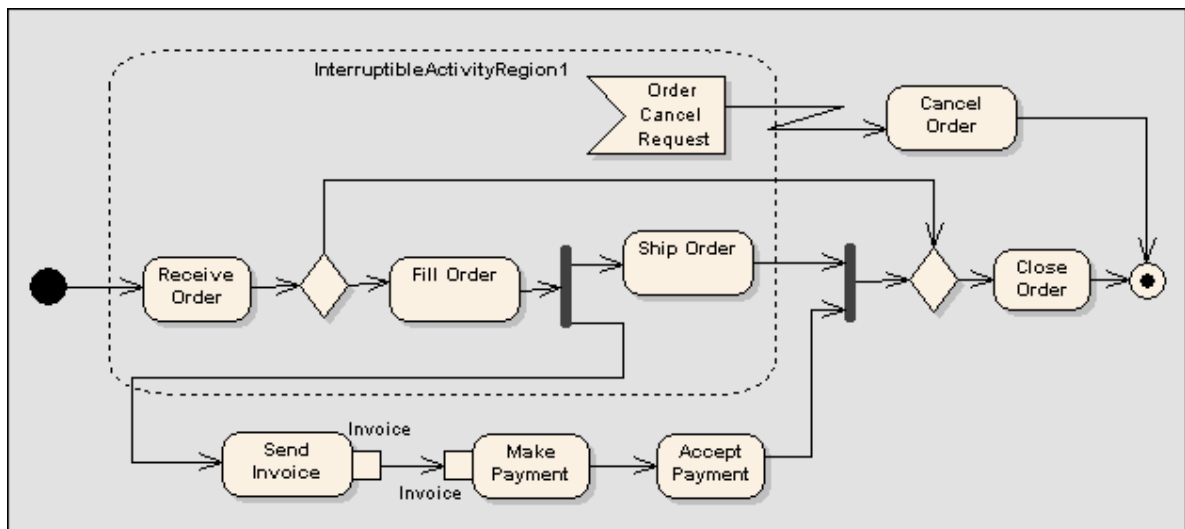 InterruptibleActivityRegion1
Order
Cancel
Request
Cancel
Order
Receive
Order
Fill Order
Ship Order
Close
Order
Send
Invoice
Invoice
Invoice
Make
Payment
Accept
Payment